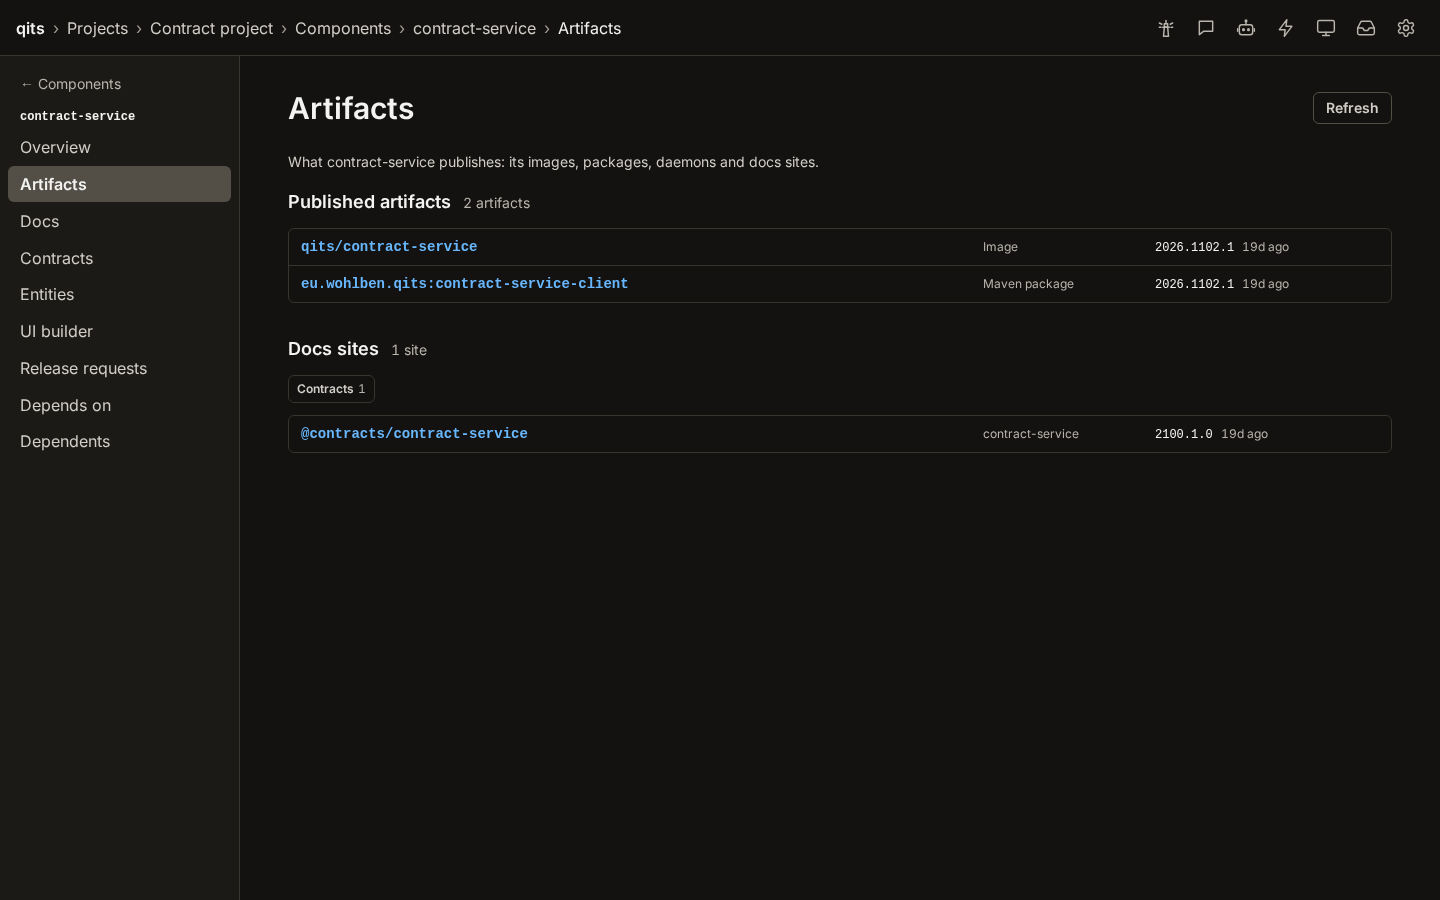 qits › Projects › Contract project › Components › contract-service › Artifacts
← Components
contract-service
Overview
Artifacts
Docs
Contracts
Entities
UI builder
Release requests
Depends on
Dependents
Artifacts
Refresh
What contract-service publishes: its images, packages, daemons and docs sites.
Published artifacts 2 artifacts
qits/contract-service Image 2026.1102.1 19d ago
eu.wohlben.qits:contract-service-client Maven package 2026.1102.1 19d ago
Docs sites 1 site
Contracts 1
@contracts/contract-service contract-service 2100.1.0 19d ago